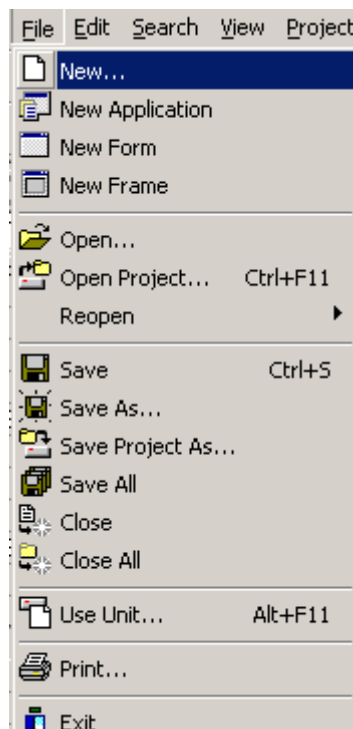 File Edit Search View Project
New...
New Application
New Form
New Frame
Open...
Open Project... Ctrl+F11
Reopen
Save Ctrl+S
Save As...
Save Project As...
Save All
Close
Close All
Use Unit... Alt+F11
Print...
Exit